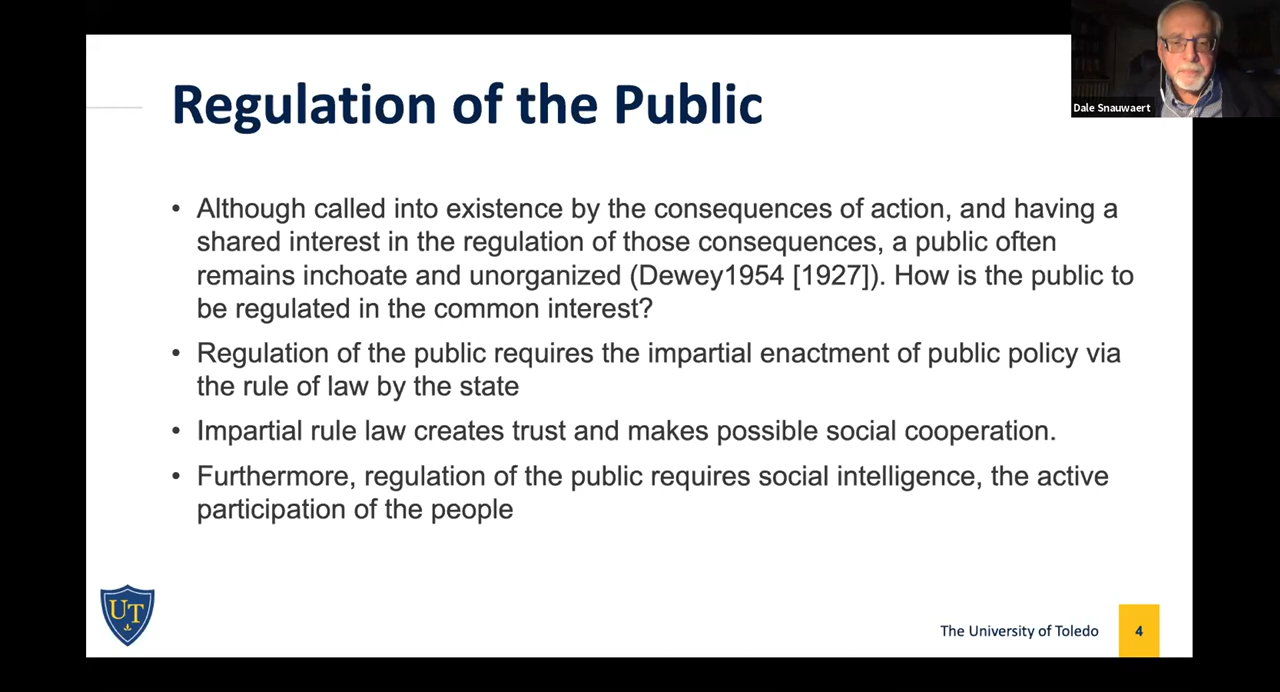 Dale Snauwaert
Regulation of the Public
• Although called into existence by the consequences of action, and having a
shared interest in the regulation of those consequences, a public often
remains inchoate and unorganized (Dewey1954 [1927]). How is the public to
be regulated in the common interest?
• Regulation of the public requires the impartial enactment of public policy via
the rule of law by the state
• Impartial rule law creates trust and makes possible social cooperation.
• Furthermore, regulation of the public requires social intelligence, the active
participation of the people
UT
The University of Toledo
4